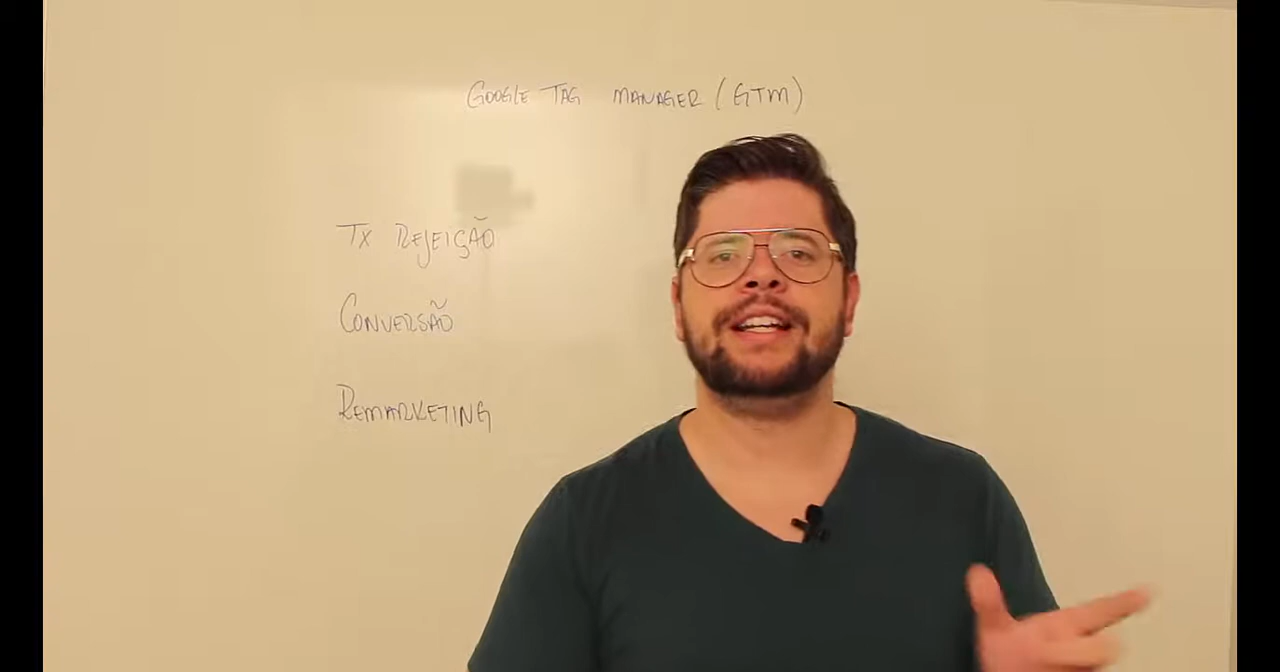 GOOGLE TAG MANAGER (GTM)
TX REJEIÇÃO
CONVERSÃO
REMARKETING